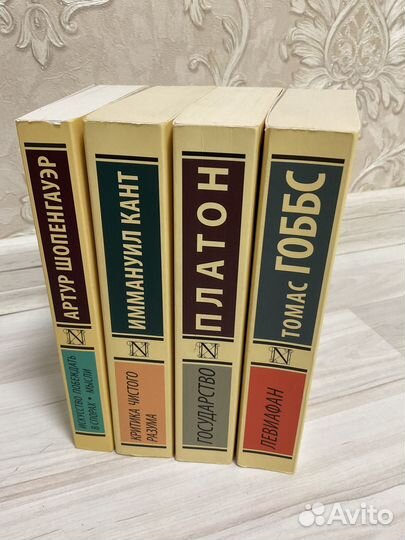 АРТУР ШОПЕНГАУЭР
ИСКУССТВО ПОБЕЖДАТЬ
В СПОРАХ • МЫСЛИ
ИММАНУИЛ КАНТ
КРИТИКА ЧИСТОГО
РАЗУМА
ПЛАТОН
ГОСУДАРСТВО
ТОМАС ГОББС
ЛЕВИАФАН
Avito